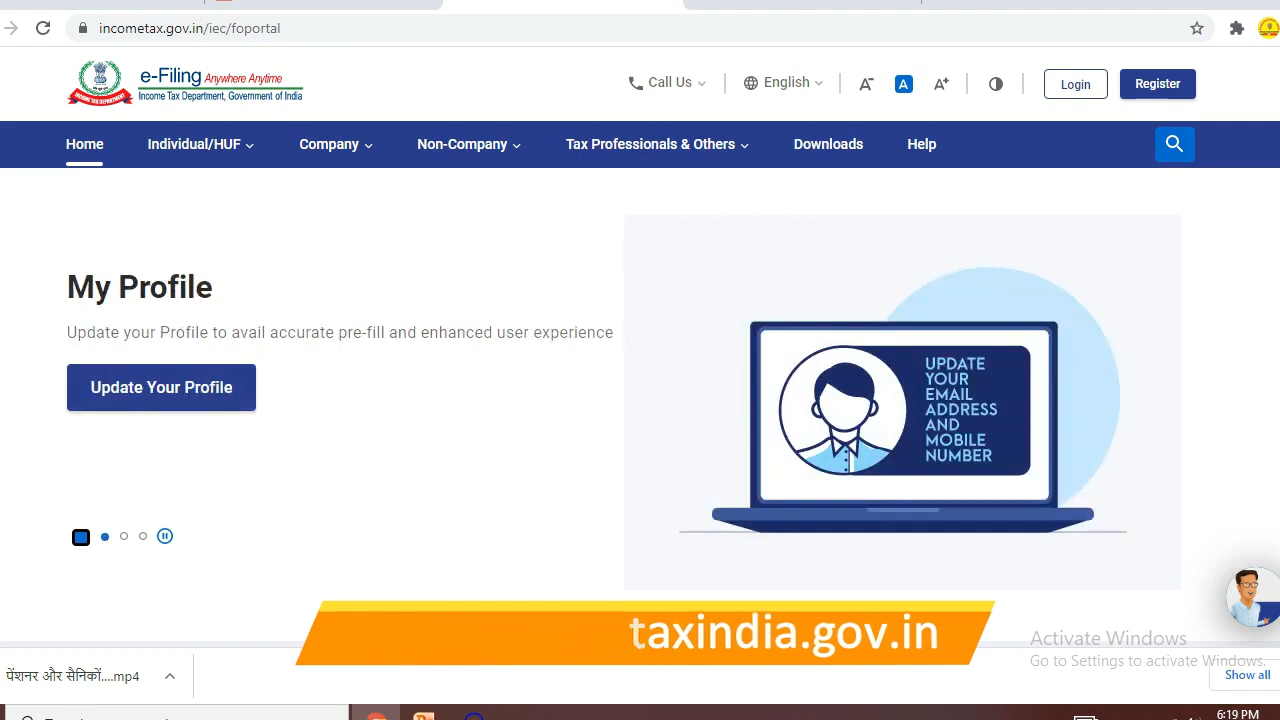 incometax.gov.in/iec/foportal
e-Filing Anywhere Anytime
Income Tax Department, Government of India
INCOME TAX DEPARTMENT
Call Us
English
A-
A
A+
Login
Register
Home
Individual/HUF
Company
Non-Company
Tax Professionals & Others
Downloads
Help
My Profile
Update your Profile to avail accurate pre-fill and enhanced user experience
Update Your Profile
UPDATE
YOUR
EMAIL
ADDRESS
AND
MOBILE
NUMBER
taxindia.gov.in
Activate Windows
Go to Settings to activate Windows.
पेंशनर और सैनिकों....mp4
Show all
6:19 PM